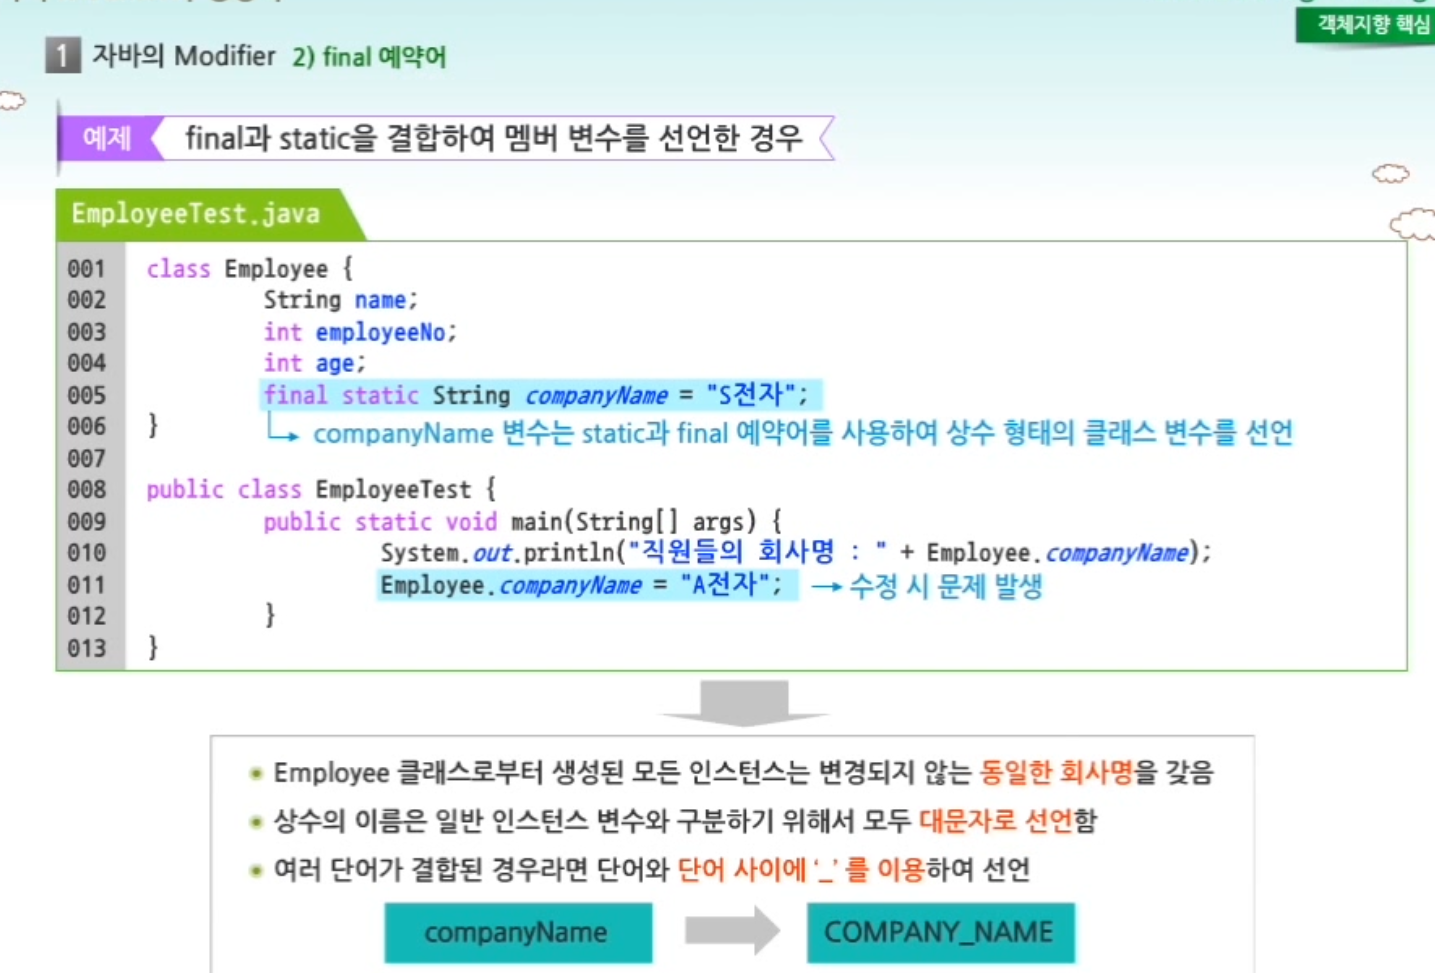 1 자바의 Modifier 2) final 예약어
객체지향 핵심
예제 final과 static을 결합하여 멤버 변수를 선언한 경우
EmployeeTest.java
001 class Employee {
002 String name;
003 int employeeNo;
004 int age;
005 final static String companyName = "S전자";
006 }
companyName 변수는 static과 final 예약어를 사용하여 상수 형태의 클래스 변수를 선언
007
008 public class EmployeeTest {
009 public static void main(String[] args) {
010 System.out.println("직원들의 회사명 : " + Employee.companyName);
011 Employee.companyName = "A전자"; → 수정 시 문제 발생
012 }
013 }
• Employee 클래스로부터 생성된 모든 인스턴스는 변경되지 않는 동일한 회사명을 갖음
• 상수의 이름은 일반 인스턴스 변수와 구분하기 위해서 모두 대문자로 선언함
• 여러 단어가 결합된 경우라면 단어와 단어 사이에 ‘_’ 를 이용하여 선언
companyName COMPANY_NAME